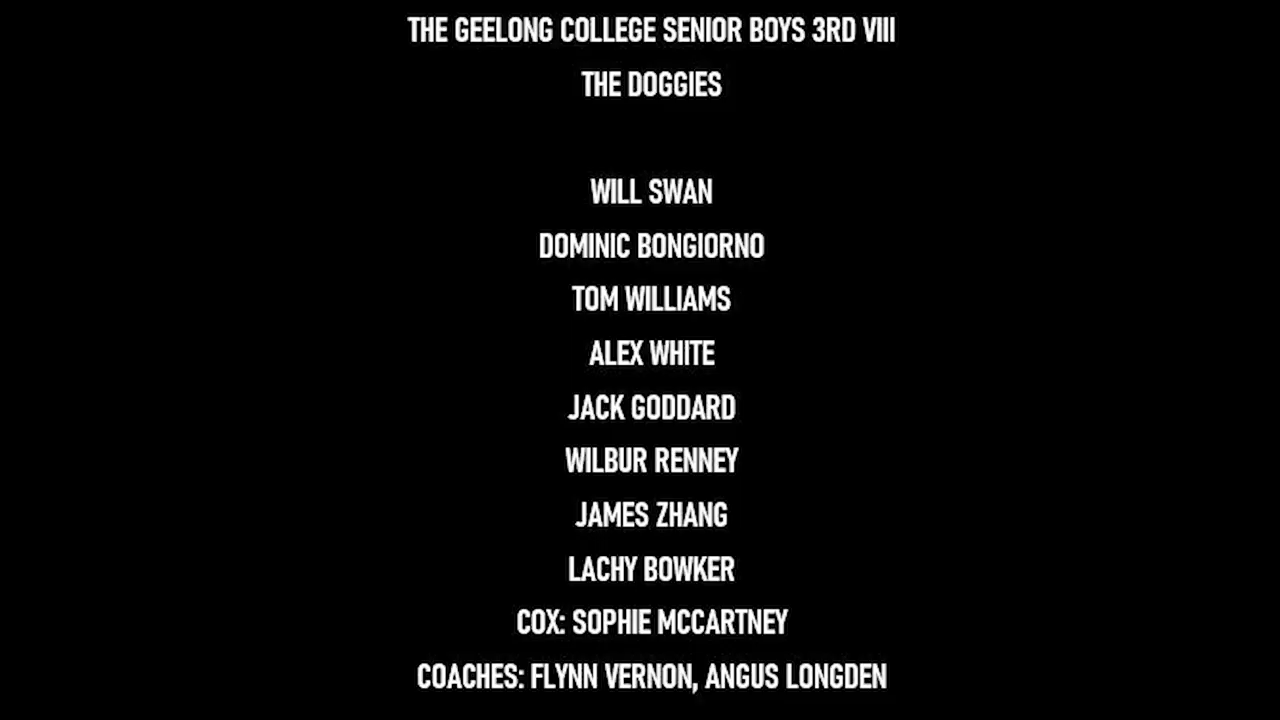 THE GEELONG COLLEGE SENIOR BOYS 3RD VIII
THE DOGGIES
WILL SWAN
DOMINIC BONGIORNO
TOM WILLIAMS
ALEX WHITE
JACK GODDARD
WILBUR RENNEY
JAMES ZHANG
LACHY BOWKER
COX: SOPHIE MCCARTNEY
COACHES: FLYNN VERNON, ANGUS LONGDEN